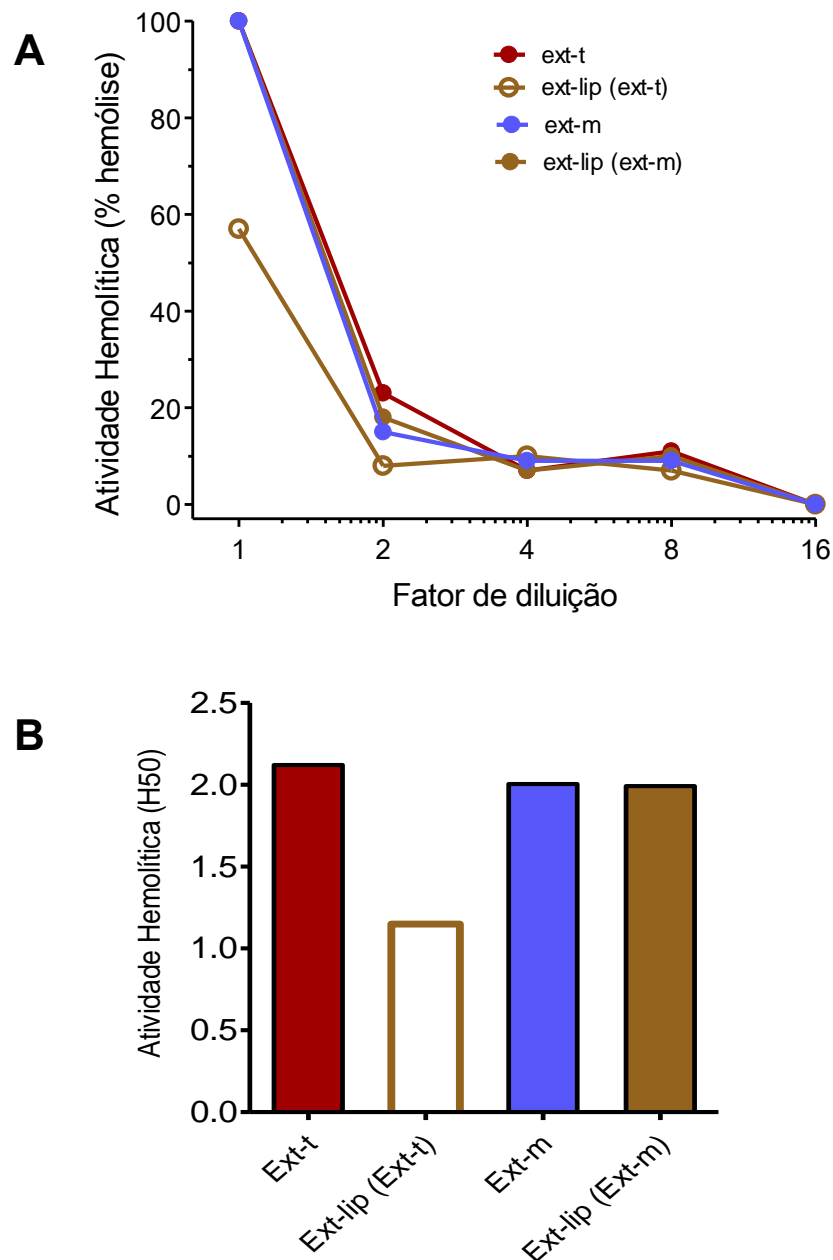 A
Atividade Hemolítica (% hemólise)
100
80
60
40
20
0
1 2 4 8 16
Fator de diluição
ext-t
ext-lip (ext-t)
ext-m
ext-lip (ext-m)
B
Atividade Hemolítica (H50)
2.5
2.0
1.5
1.0
0.5
0.0
Ext-t
Ext-lip (Ext-t)
Ext-m
Ext-lip (Ext-m)